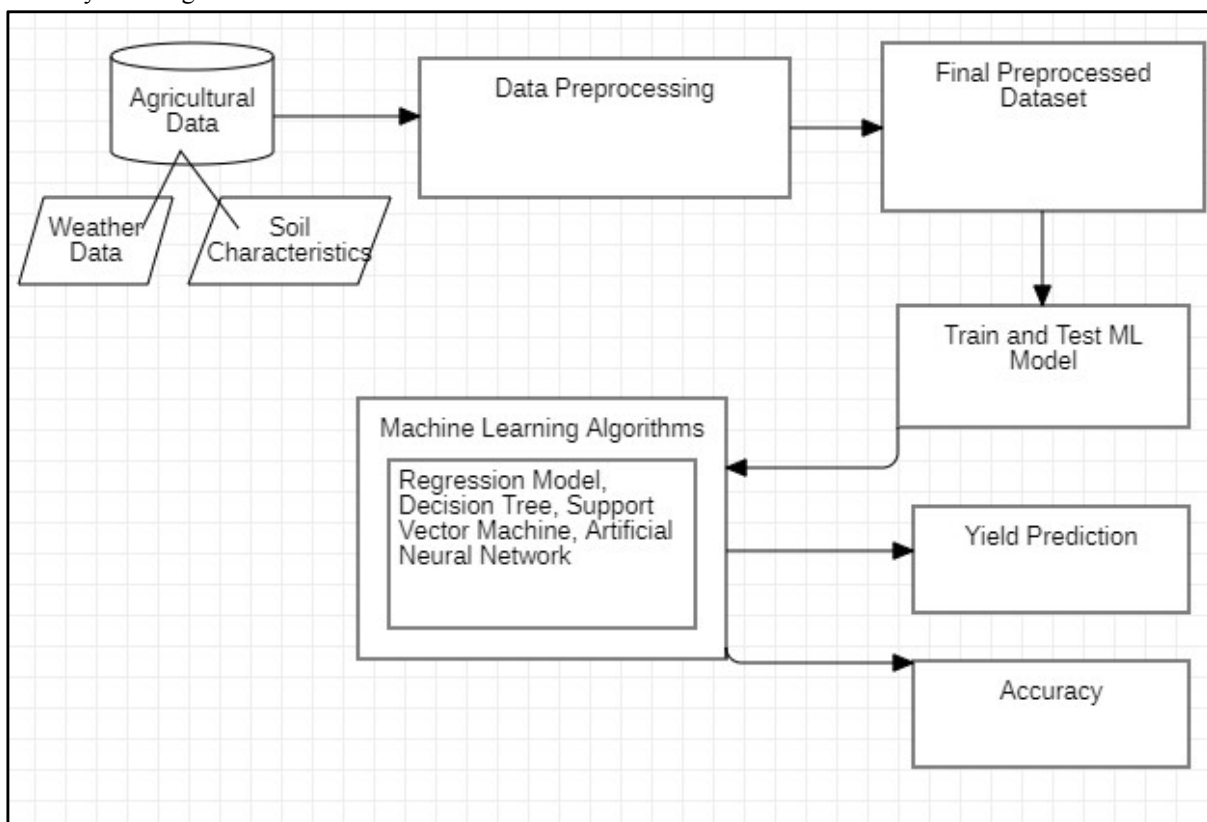 Agricultural
Data
Data Preprocessing
Final Preprocessed
Dataset
Weather
Data
Soil
Characteristics
Train and Test ML
Model
Machine Learning Algorithms
Regression Model,
Decision Tree, Support
Vector Machine, Artificial
Neural Network
Yield Prediction
Accuracy